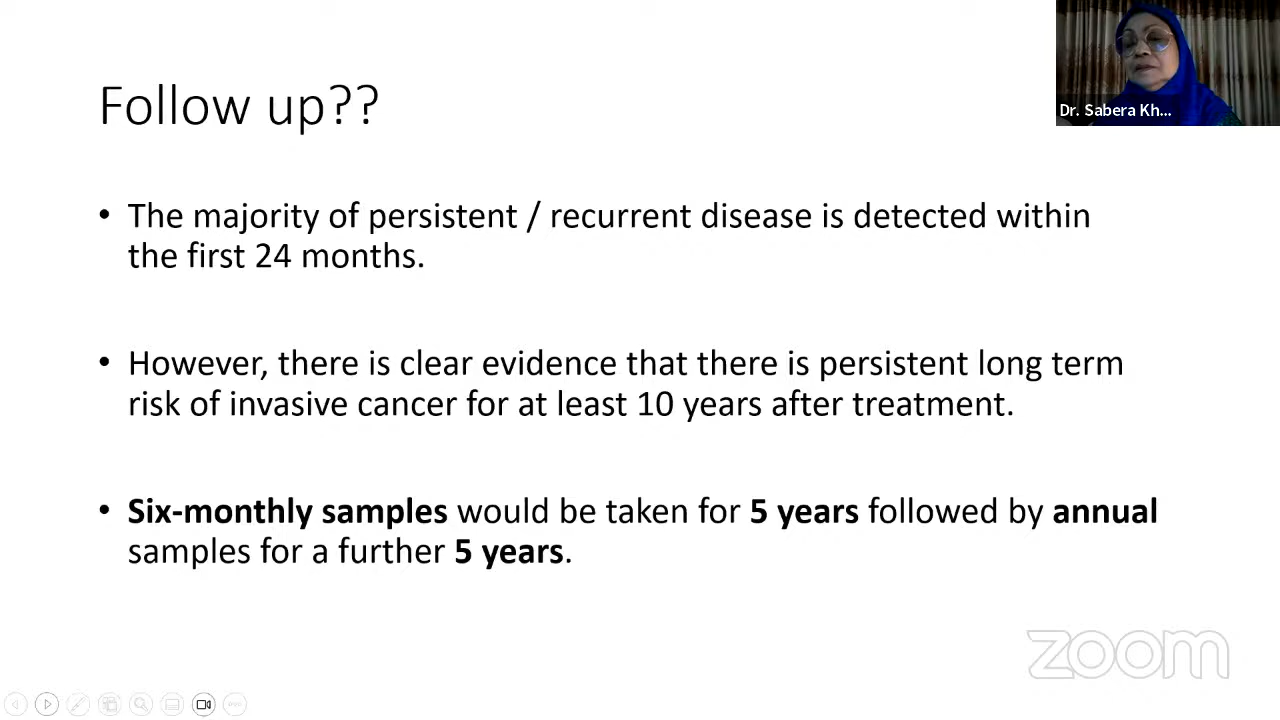 Dr. Sabera Kh...
Follow up??
• The majority of persistent / recurrent disease is detected within
the first 24 months.
• However, there is clear evidence that there is persistent long term
risk of invasive cancer for at least 10 years after treatment.
• Six-monthly samples would be taken for 5 years followed by annual
samples for a further 5 years.
zoom